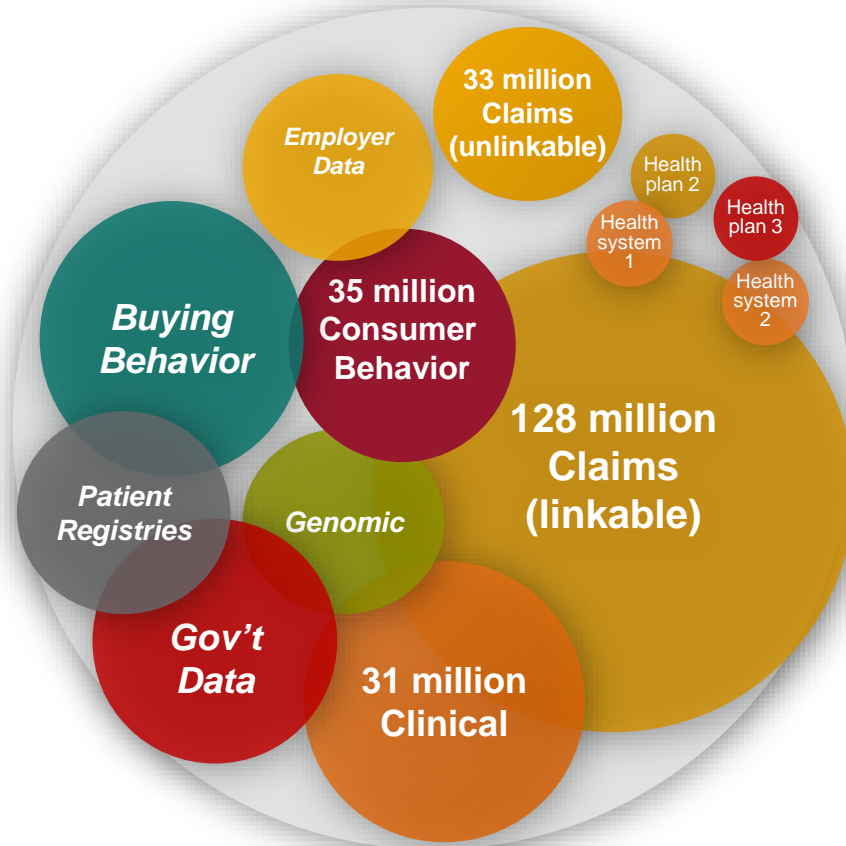 33 million
Claims
(unlinkable)
Employer
Data
Health
plan 2
Health
plan 3
Health
system
1
Health
system
2
35 million
Consumer
Behavior
Buying
Behavior
128 million
Claims
(linkable)
Patient
Registries
Genomic
Gov’t
Data
31 million
Clinical